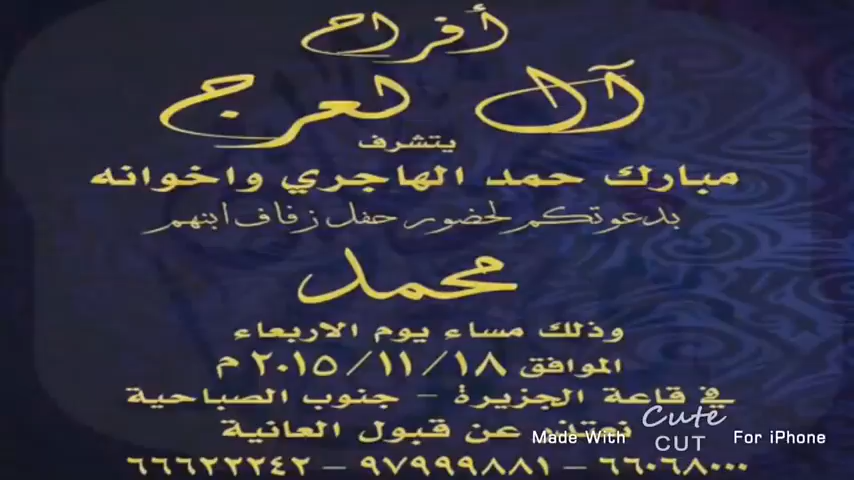 أفراح
آل لعرج
يتشرف
مبارك حمد الهاجري واخوانه
بدعوتكم لحضور حفل زفاف ابنهم
محمد
وذلك مساء يوم الاربعاء
الموافق ٢٠١٥/١١/١٨ م
في قاعة الجزيرة - جنوب الصباحية
نعتذر عن قبول العانية
٦٦٠٦٨٠٠٠ - ٩٧٩٩٩٨٨١ - ٦٦٦٢٢٢٤٢
Made With Cute CUT For iPhone